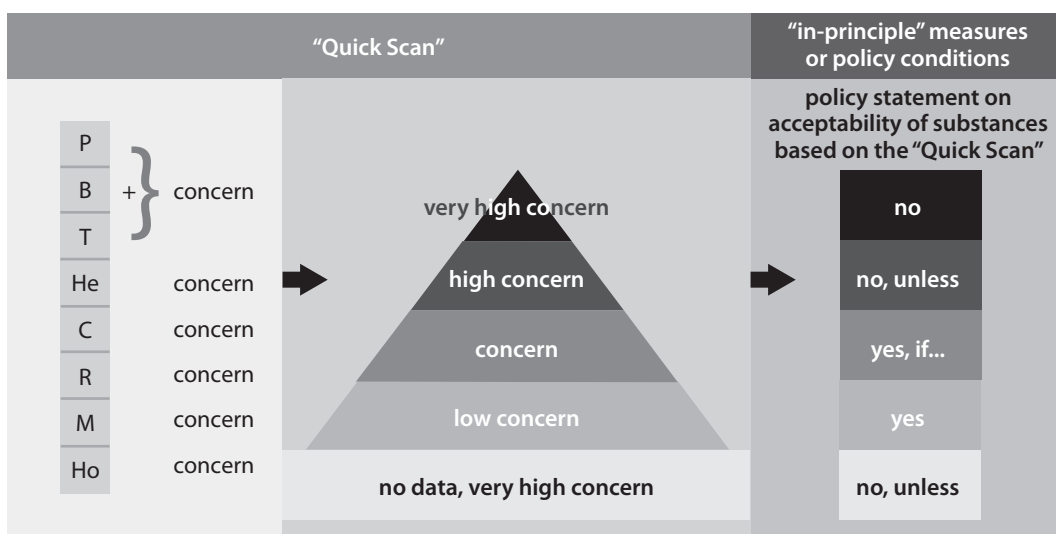 “Quick Scan”
“in-principle” measures
or policy conditions
P
B + } concern
T
He concern
C concern
R concern
M concern
Ho concern
very high concern
high concern
concern
low concern
no data, very high concern
policy statement on
acceptability of substances
based on the “Quick Scan”
no
no, unless
yes, if...
yes
no, unless